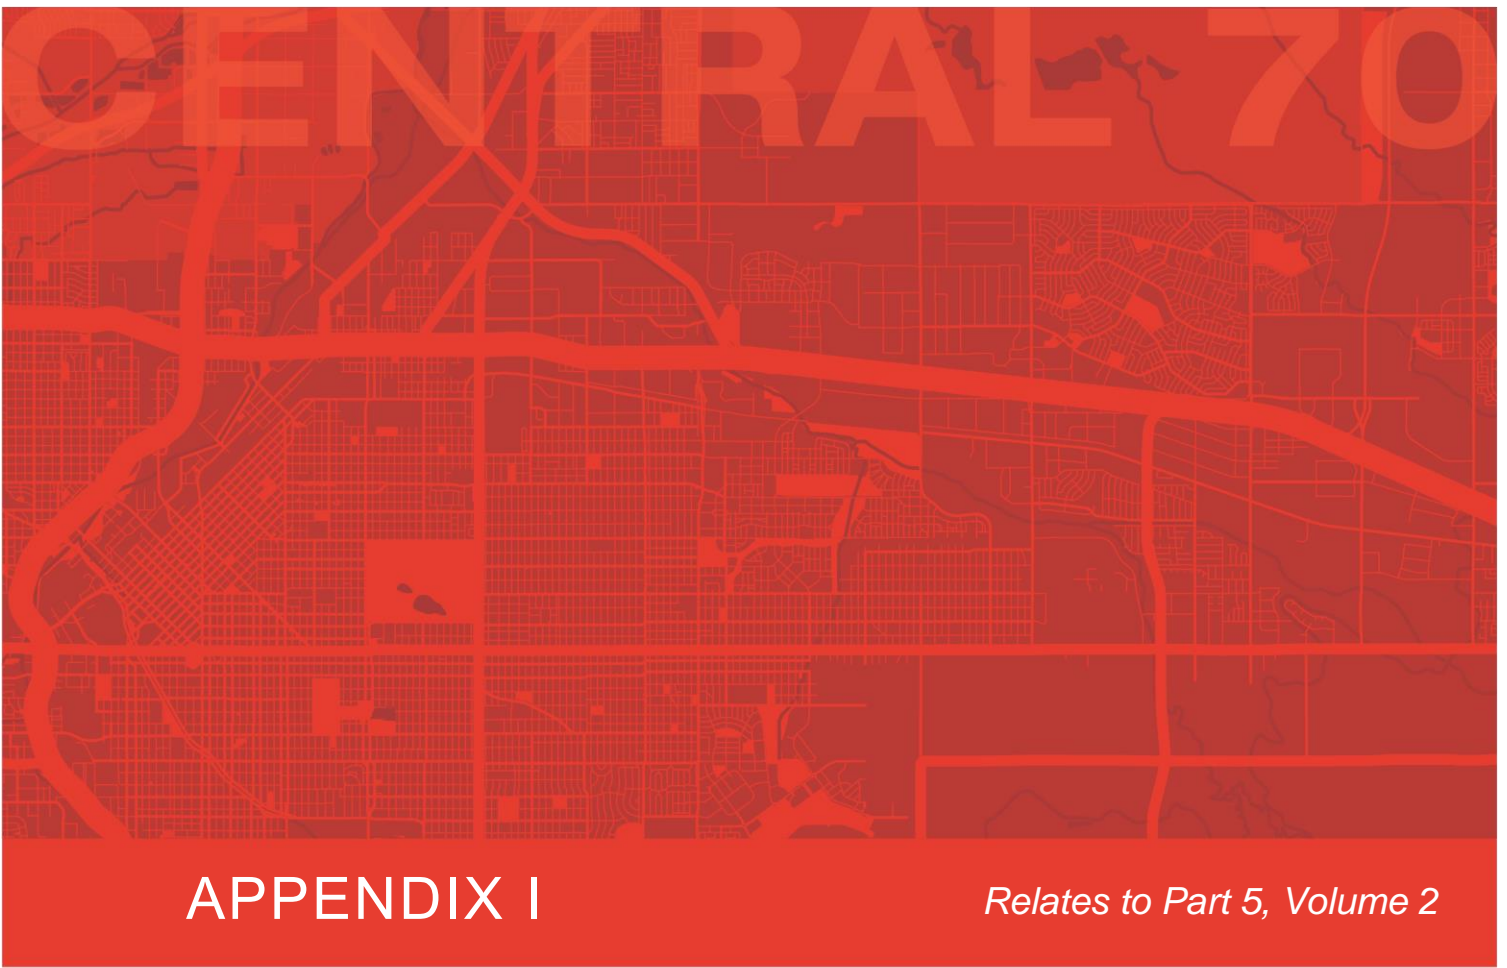 CENTRAL 70
APPENDIX I
Relates to Part 5, Volume 2